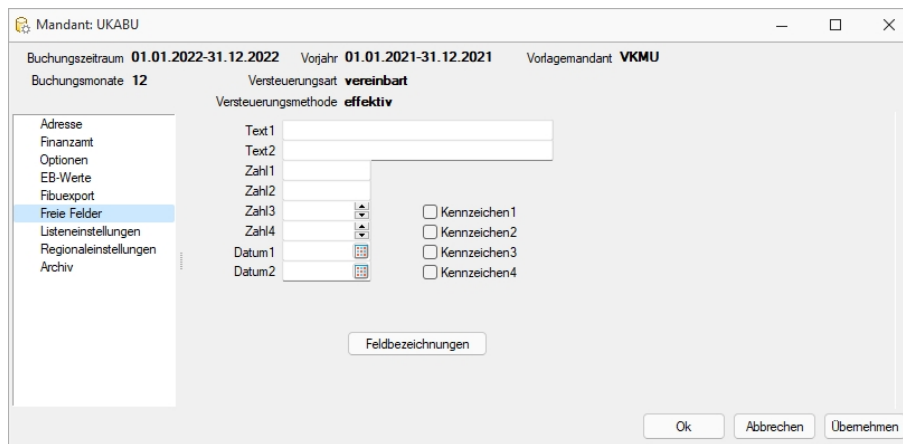 Mandant: UKABU
Buchungszeitraum 01.01.2022-31.12.2022 Vorjahr 01.01.2021-31.12.2021 Vorlagemandant VKMU
Buchungsmonate 12 Versteuerungsart vereinbart
Versteuerungsmethode effektiv
Adresse
Finanzamt
Optionen
EB-Werte
Fibuexport
Freie Felder
Listeneinstellungen
Regionaleinstellungen
Archiv
Text1
Text2
Zahl1
Zahl2
Zahl3 Kennzeichen1
Zahl4 Kennzeichen2
Datum1 Kennzeichen3
Datum2 Kennzeichen4
Feldbezeichnungen
Ok Abbrechen Übernehmen